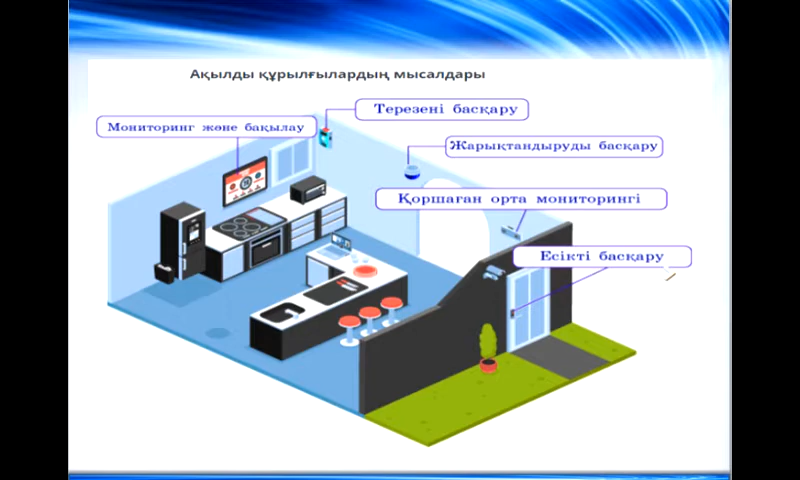 Ақылды құрылғылардың мысалдары
Терезені басқару
Мониторинг және бақылау
Жарықтандыруды басқару
Қоршаған орта мониторингі
Есікті басқару